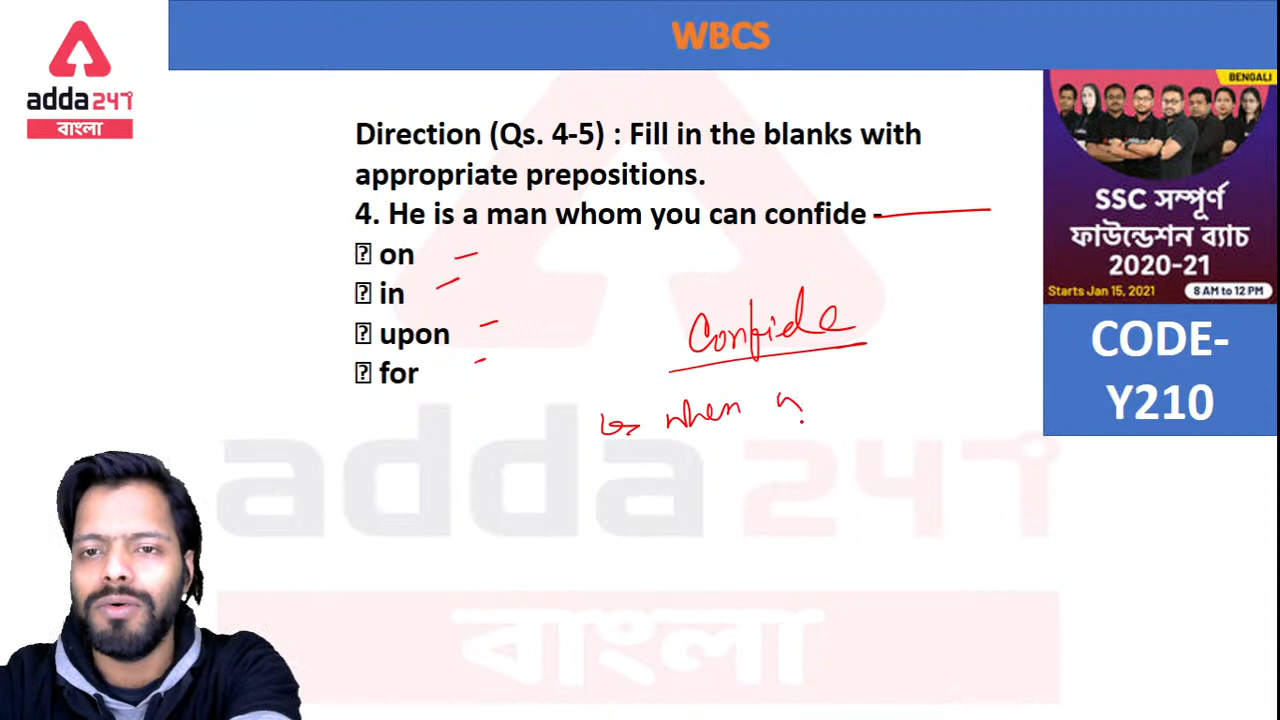 WBCS
adda247
বাংলা
Direction (Qs. 4-5) : Fill in the blanks with
appropriate prepositions.
4. He is a man whom you can confide -
on
in
upon
for
Confide
when
BENGALI
SSC সম্পূর্ণ
ফাউন্ডেশন ব্যাচ
2020-21
Starts Jan 15, 2021 8 AM to 12 PM
CODE-
Y210
adda247
বাংলা